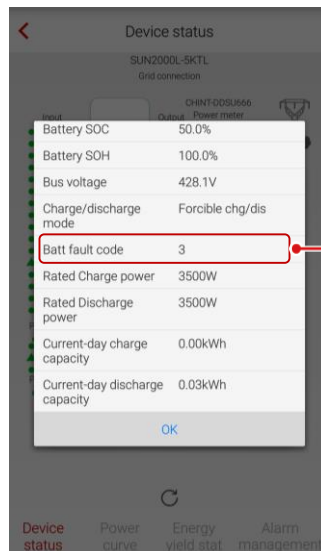 Device status
SUN2000L-5KTL
Grid connection
CHINT-DDSU666
Input
Output Power meter
Battery SOC 50.0%
Battery SOH 100.0%
Bus voltage 428.1V
Charge/discharge Forcible chg/dis
mode
Batt fault code 3
Rated Charge power 3500W
Rated Discharge 3500W
power
Current-day charge 0.00kWh
capacity
Current-day discharge 0.03kWh
capacity
OK
Device Power Energy Alarm
status curve yield stat management